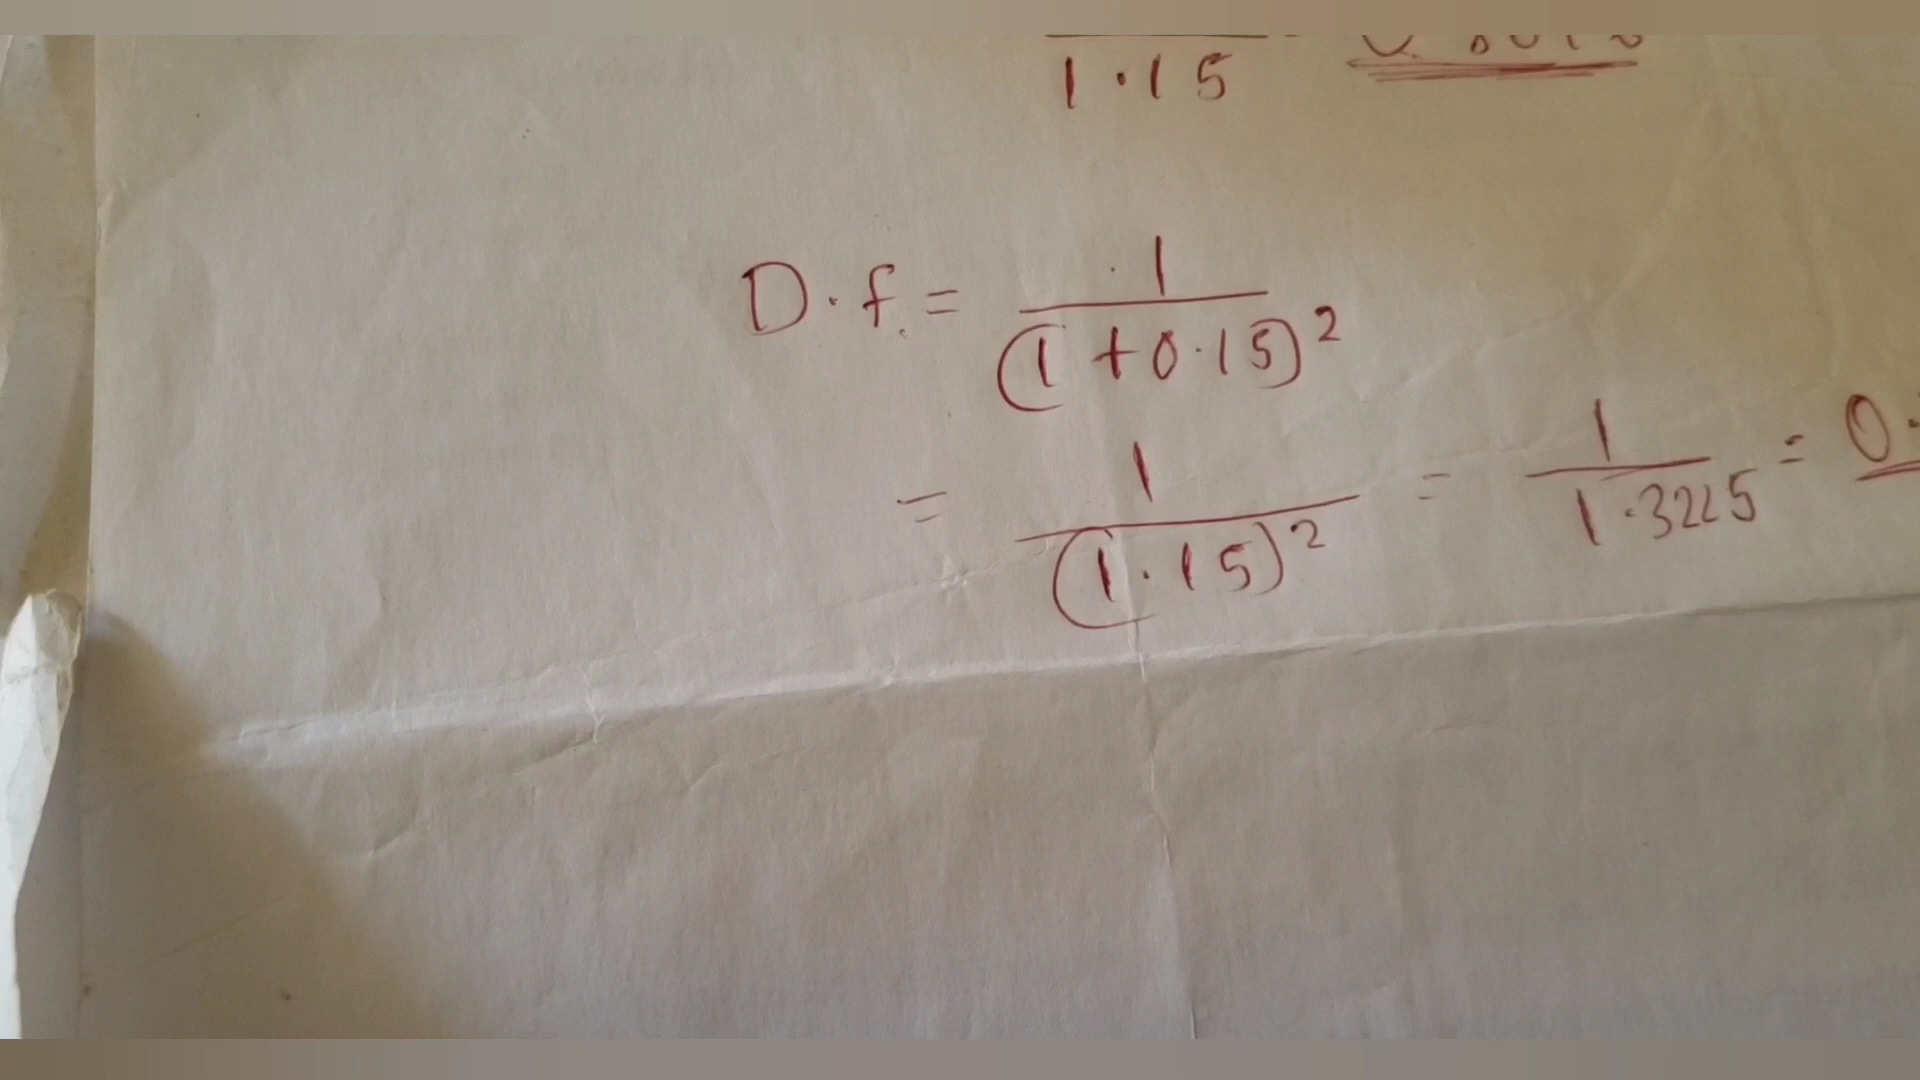 1.15
D.f. = 1/(1+0.15)²
= 1/(1.15)² = 1/1.3225 = 0.